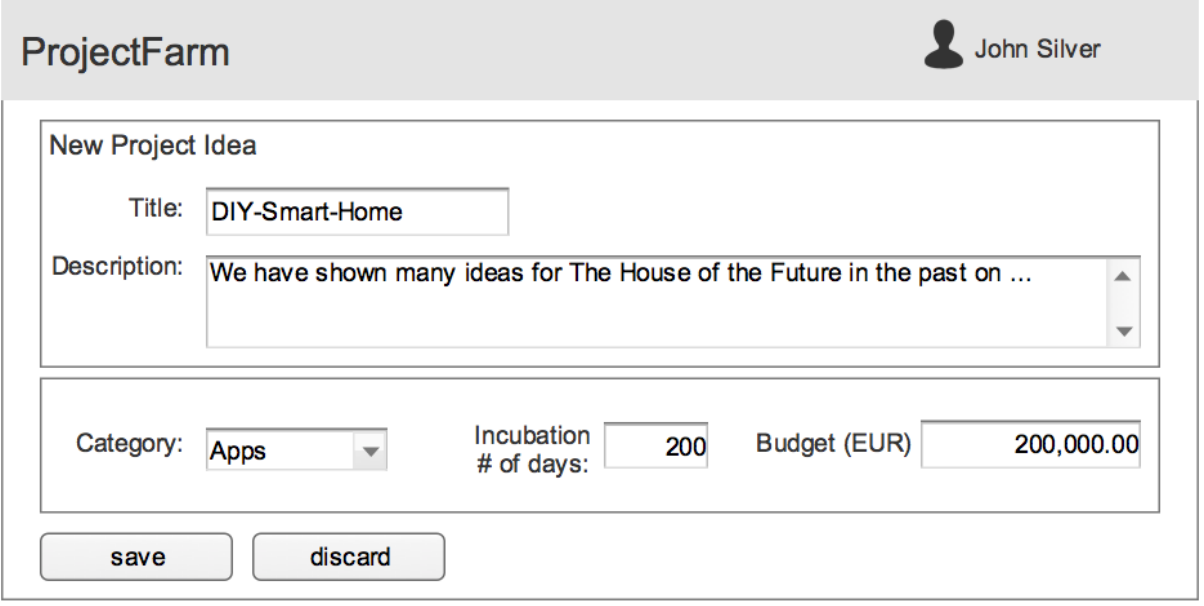 ProjectFarm
John Silver
New Project Idea
Title:
DIY-Smart-Home
Description:
We have shown many ideas for The House of the Future in the past on ...
Category:
Apps
Incubation
# of days:
200
Budget (EUR)
200,000.00
save
discard